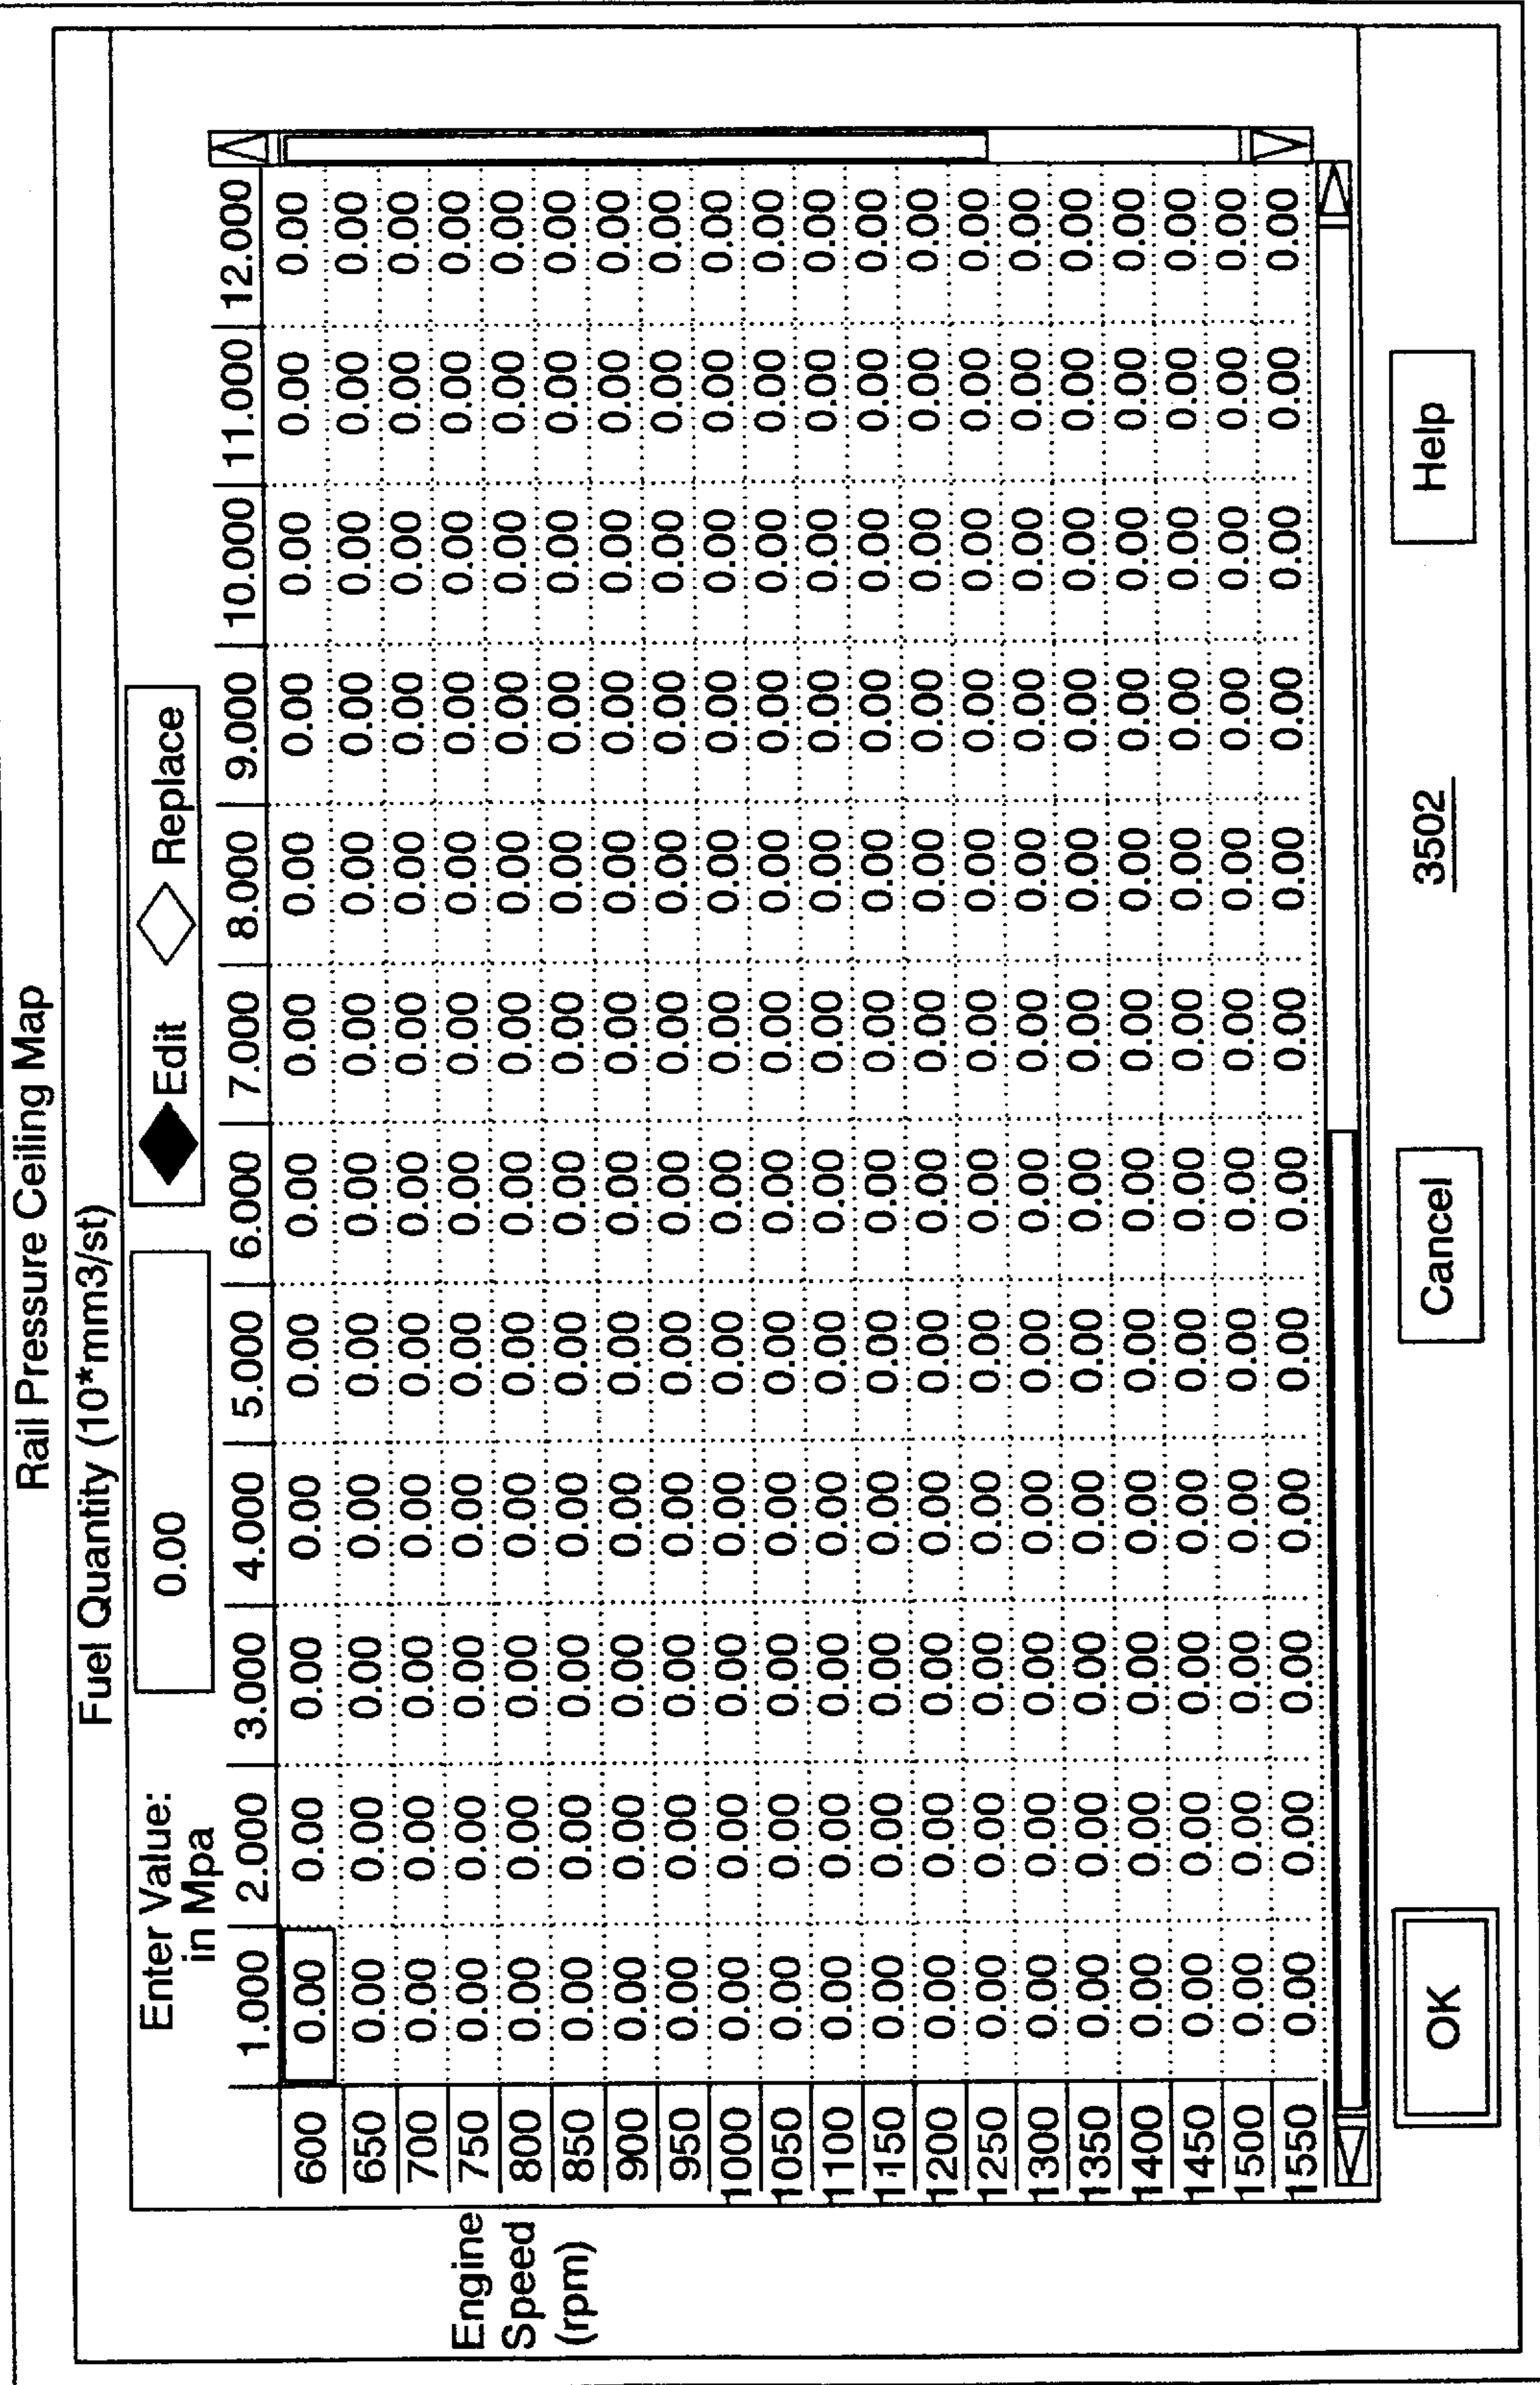 Rail Pressure Ceiling Map
Fuel Quantity (10*mm3/st)
Enter Value: 0.00 Edit Replace
in Mpa
1.000 2.000 3.000 4.000 5.000 6.000 7.000 8.000 9.000 10.000 11.000 12.000
600 0.00 0.00 0.00 0.00 0.00 0.00 0.00 0.00 0.00 0.00 0.00 0.00
650 0.00 0.00 0.00 0.00 0.00 0.00 0.00 0.00 0.00 0.00 0.00 0.00
700 0.00 0.00 0.00 0.00 0.00 0.00 0.00 0.00 0.00 0.00 0.00 0.00
Engine 750 0.00 0.00 0.00 0.00 0.00 0.00 0.00 0.00 0.00 0.00 0.00 0.00
Speed 800 0.00 0.00 0.00 0.00 0.00 0.00 0.00 0.00 0.00 0.00 0.00 0.00
(rpm) 850 0.00 0.00 0.00 0.00 0.00 0.00 0.00 0.00 0.00 0.00 0.00 0.00
900 0.00 0.00 0.00 0.00 0.00 0.00 0.00 0.00 0.00 0.00 0.00 0.00
950 0.00 0.00 0.00 0.00 0.00 0.00 0.00 0.00 0.00 0.00 0.00 0.00
1000 0.00 0.00 0.00 0.00 0.00 0.00 0.00 0.00 0.00 0.00 0.00 0.00
1050 0.00 0.00 0.00 0.00 0.00 0.00 0.00 0.00 0.00 0.00 0.00 0.00
1100 0.00 0.00 0.00 0.00 0.00 0.00 0.00 0.00 0.00 0.00 0.00 0.00
1150 0.00 0.00 0.00 0.00 0.00 0.00 0.00 0.00 0.00 0.00 0.00 0.00
1200 0.00 0.00 0.00 0.00 0.00 0.00 0.00 0.00 0.00 0.00 0.00 0.00
1250 0.00 0.00 0.00 0.00 0.00 0.00 0.00 0.00 0.00 0.00 0.00 0.00
1300 0.00 0.00 0.00 0.00 0.00 0.00 0.00 0.00 0.00 0.00 0.00 0.00
1350 0.00 0.00 0.00 0.00 0.00 0.00 0.00 0.00 0.00 0.00 0.00 0.00
1400 0.00 0.00 0.00 0.00 0.00 0.00 0.00 0.00 0.00 0.00 0.00 0.00
1450 0.00 0.00 0.00 0.00 0.00 0.00 0.00 0.00 0.00 0.00 0.00 0.00
1500 0.00 0.00 0.00 0.00 0.00 0.00 0.00 0.00 0.00 0.00 0.00 0.00
1550 0.00 0.00 0.00 0.00 0.00 0.00 0.00 0.00 0.00 0.00 0.00 0.00
OK Cancel 3502 Help